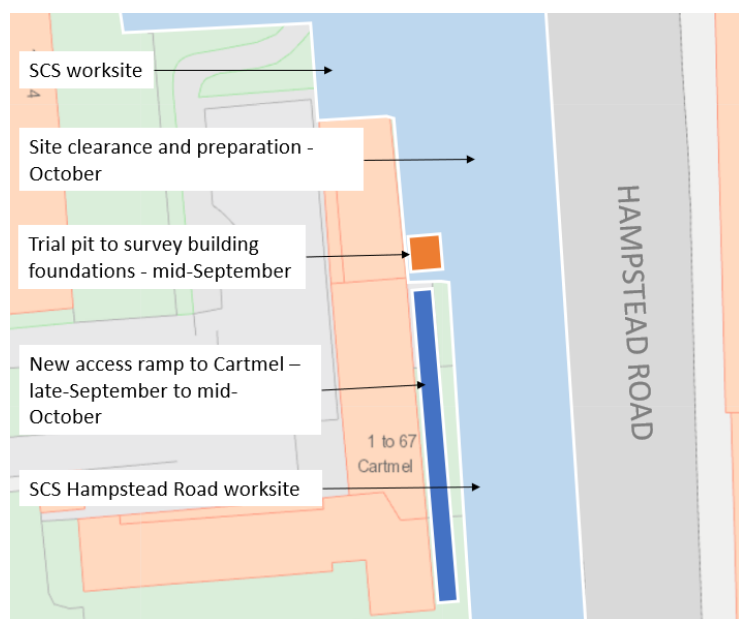 SCS worksite
Site clearance and preparation -
October
Trial pit to survey building
foundations - mid-September
New access ramp to Cartmel –
late-September to mid-
October
1 to 67
Cartmel
SCS Hampstead Road worksite
HAMPSTEAD ROAD